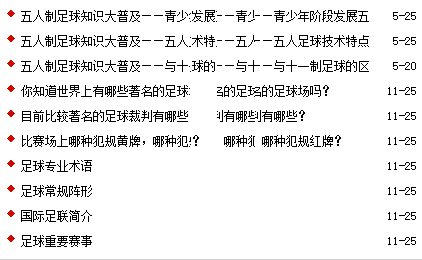 五人制足球知识大普及——青少发展——青少——青少年阶段发展五 5-25
五人制足球知识大普及——五人术特——五人——五人足球技术特点 5-25
五人制足球知识大普及——与十球的——与十——与十一制足球的区 5-20
你知道世界上有哪些著名的足球名的足球名的足球场吗? 11-25
目前比较著名的足球裁判有哪些判有哪些判有哪些? 11-25
比赛场上哪种犯规黄牌，哪种犯? 哪种犯哪种犯规红牌? 11-25
足球专业术语 11-25
足球常规阵形 11-25
国际足联简介 11-25
足球重要赛事 11-25